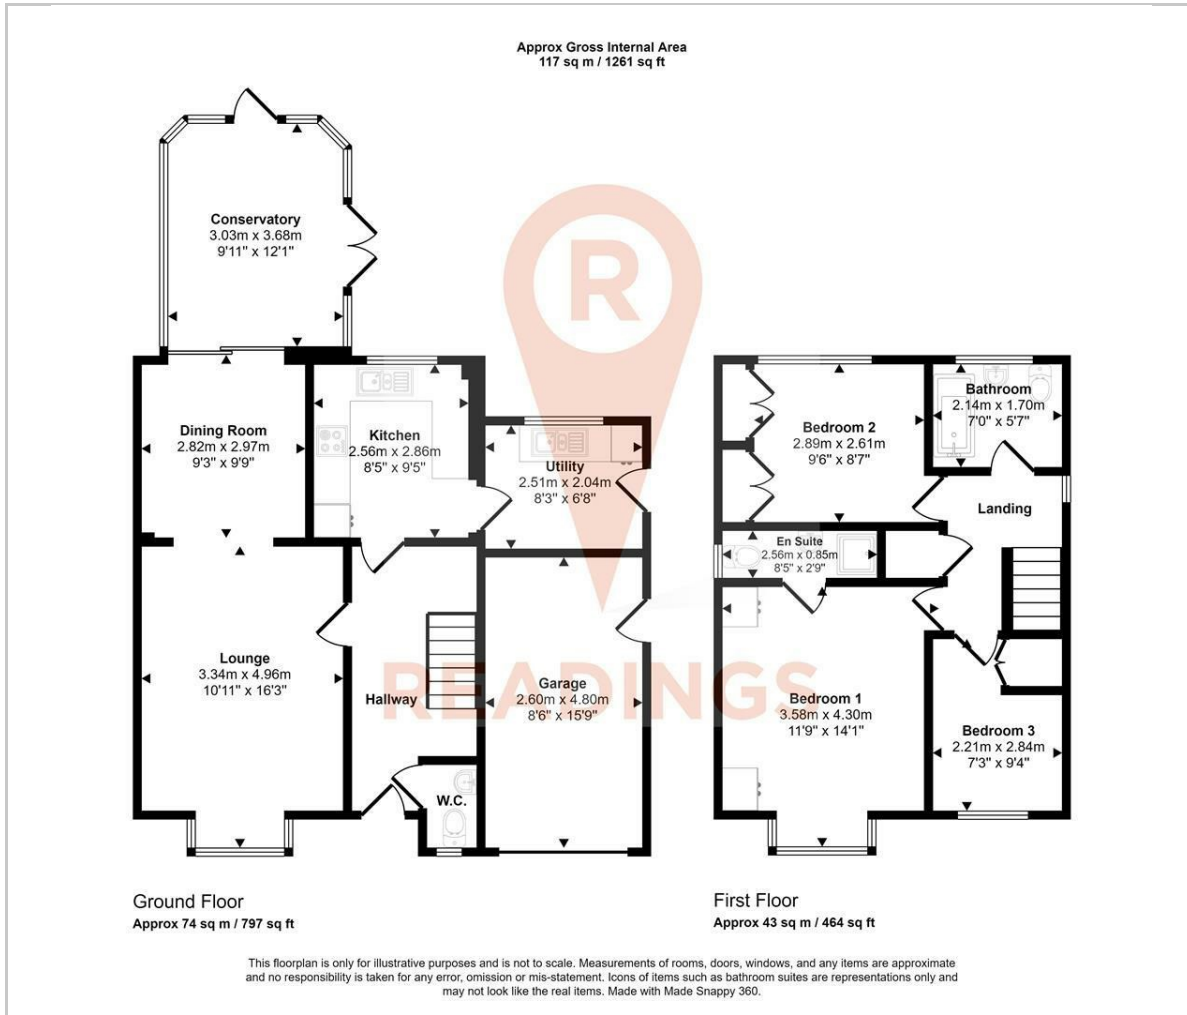 Approx Gross Internal Area
117 sq m / 1261 sq ft
Conservatory
3.03m x 3.68m
9'11" x 12'1"
Dining Room
2.82m x 2.97m
9'3" x 9'9"
Kitchen
2.56m x 2.86m
8'5" x 9'5"
Utility
2.51m x 2.04m
8'3" x 6'8"
Lounge
3.34m x 4.96m
10'11" x 16'3"
Hallway
Garage
2.60m x 4.80m
8'6" x 15'9"
W.C.
Ground Floor
Approx 74 sq m / 797 sq ft
Bedroom 2
2.89m x 2.61m
9'6" x 8'7"
Bathroom
2.14m x 1.70m
7'0" x 5'7"
Landing
En Suite
2.56m x 0.85m
8'5" x 2'9"
Bedroom 1
3.58m x 4.30m
11'9" x 14'1"
Bedroom 3
2.21m x 2.84m
7'3" x 9'4"
First Floor
Approx 43 sq m / 464 sq ft
R
READINGS
This floorplan is only for illustrative purposes and is not to scale. Measurements of rooms, doors, windows, and any items are approximate
and no responsibility is taken for any error, omission or mis-statement. Icons of items such as bathroom suites are representations only and
may not look like the real items. Made with Made Snappy 360.